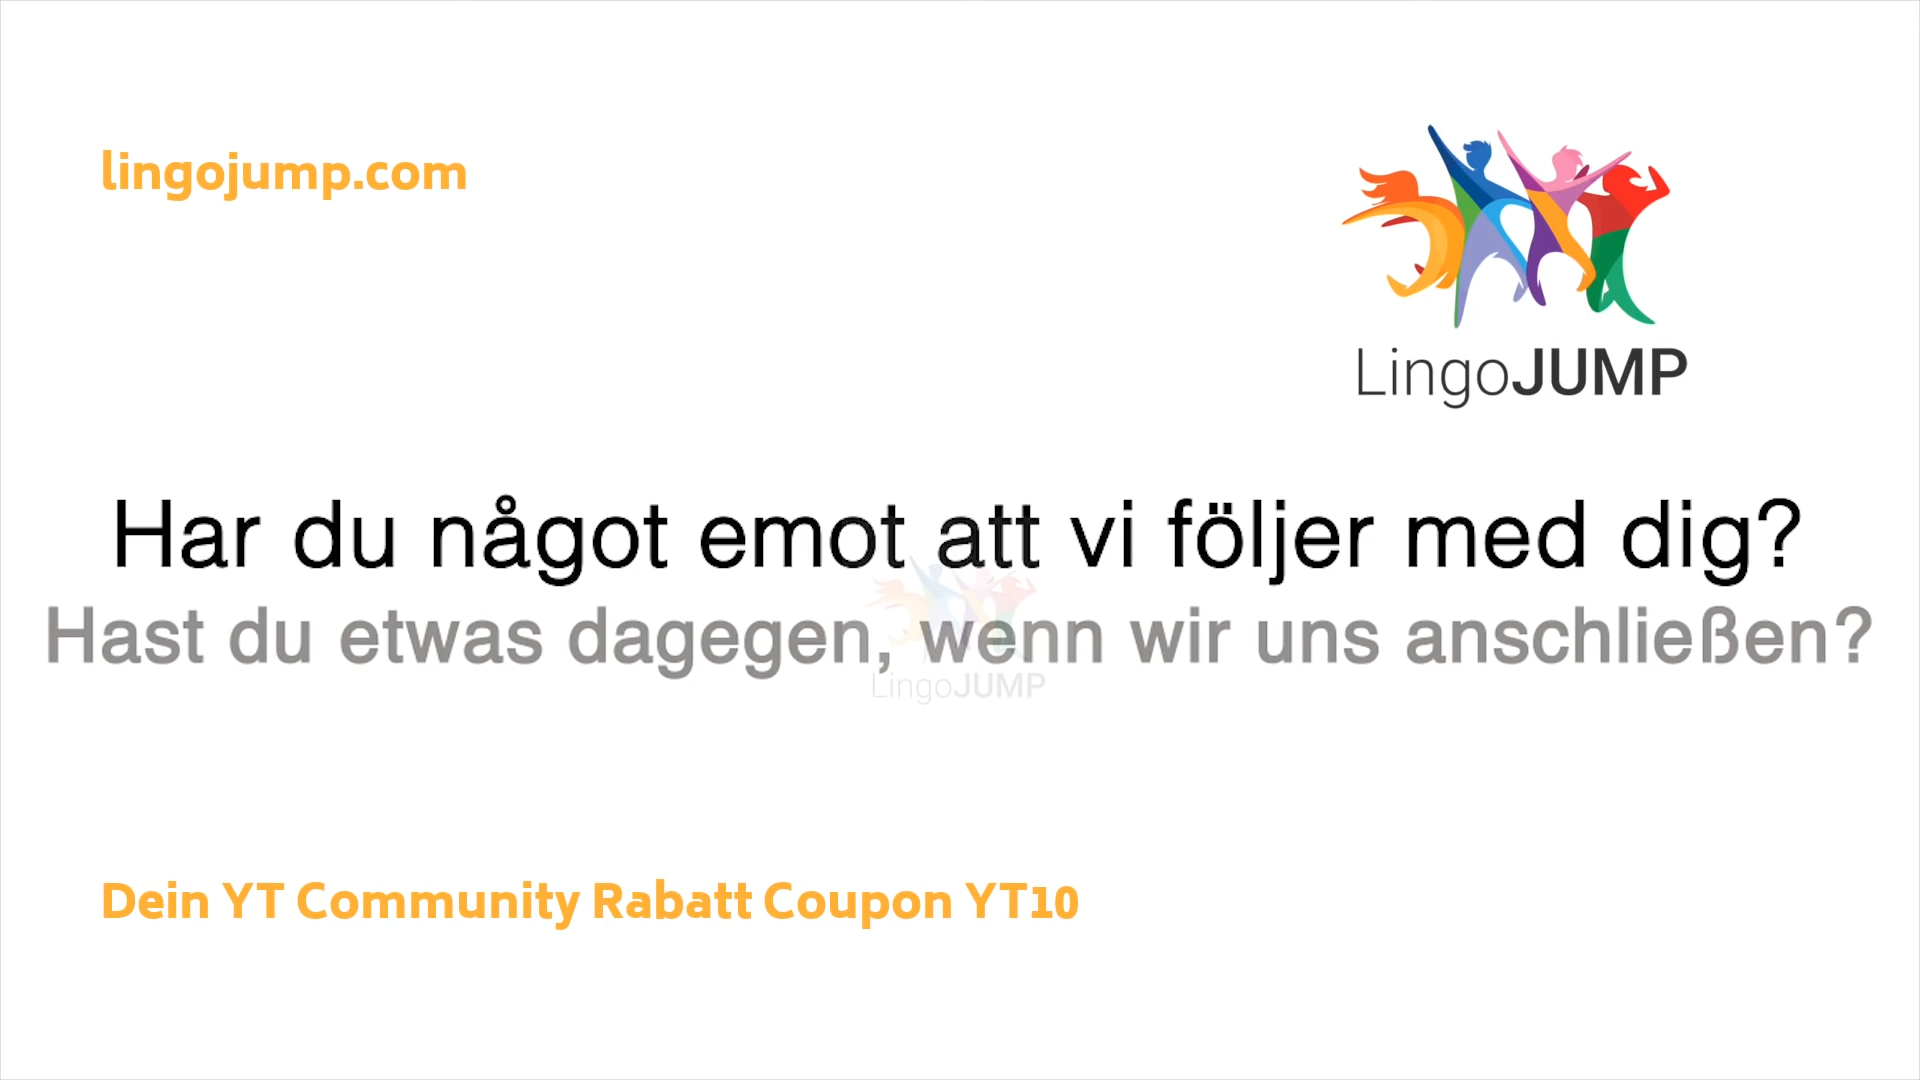 lingojump.com
LingoJUMP
Har du något emot att vi följer med dig?
Hast du etwas dagegen, wenn wir uns anschließen?
LingoJUMP
Dein YT Community Rabatt Coupon YT10